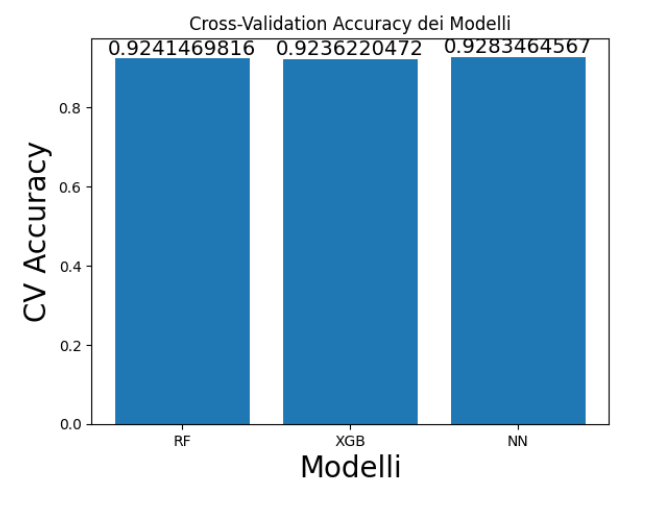 Cross-Validation Accuracy dei Modelli
0.9241469816 0.9236220472 0.9283464567
CV Accuracy
0.8
0.6
0.4
0.2
0.0
RF XGB NN
Modelli